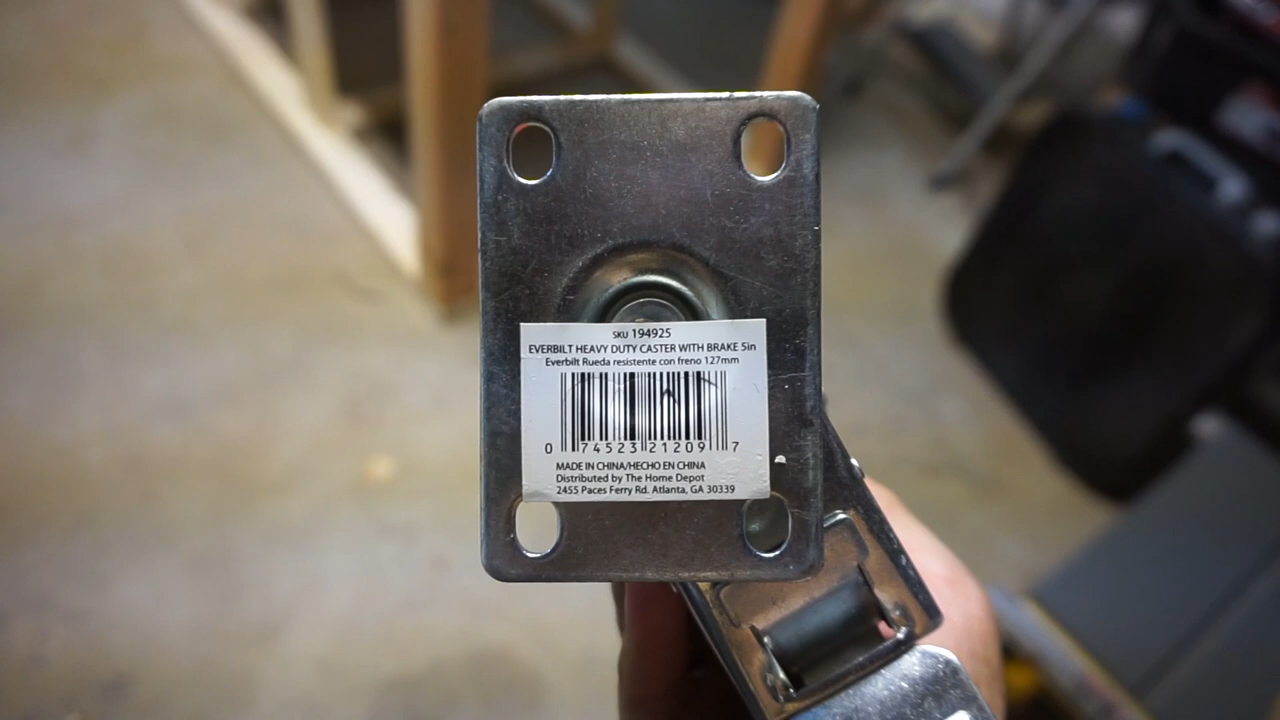 SKU 194925
EVERBILT HEAVY DUTY CASTER WITH BRAKE 5in
Everbilt Rueda resistente con freno 127mm
0 74523 21209 7
MADE IN CHINA/HECHO EN CHINA
Distributed by The Home Depot
2455 Paces Ferry Rd. Atlanta, GA 30339